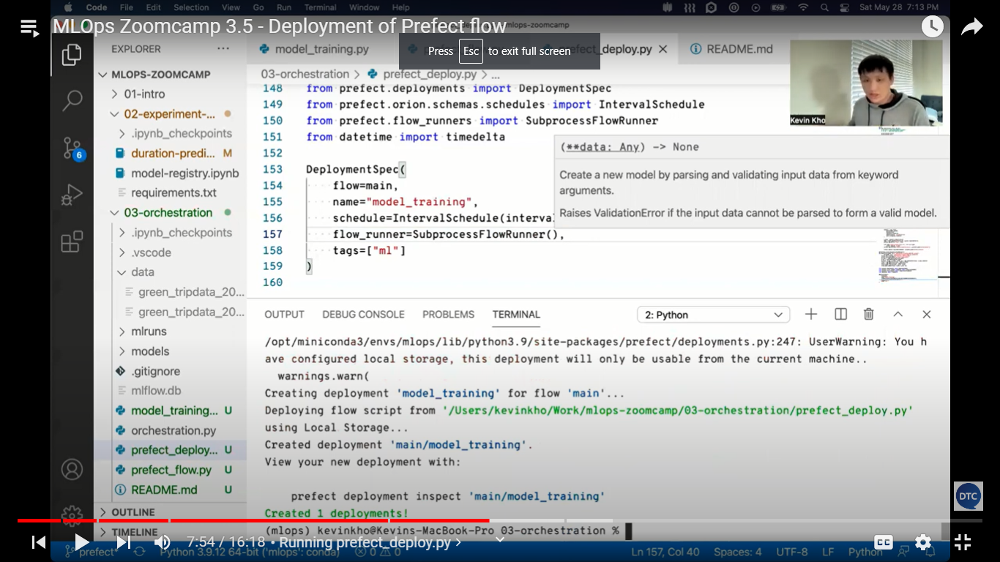 Code File Edit Selection View Go Run Terminal Window Help Sat May 28 7:13 PM
MLOps Zoomcamp 3.5 - Deployment of Prefect flow
mlops-zoomcamp
Press Esc to exit full screen
EXPLORER
model_training.py
prefect_deploy.py
README.md
MLOPS-ZOOMCAMP
01-intro
02-experiment-...
.ipynb_checkpoints
duration-predi... M
model-registry.ipynb
requirements.txt
03-orchestration
.ipynb_checkpoints
.vscode
data
green_tripdata_20...
green_tripdata_20...
mlruns
models
.gitignore
mlflow.db
model_training... U
orchestration.py
prefect_deploy... U
prefect_flow.py U
README.md U
OUTLINE
TIMELINE
6
03-orchestration > prefect_deploy.py > ...
148 from prefect.deployments import DeploymentSpec
149 from prefect.orion.schemas.schedules import IntervalSchedule
150 from prefect.flow_runners import SubprocessFlowRunner
151 from datetime import timedelta
152
153 DeploymentSpec(
154 flow=main,
155 name="model_training",
156 schedule=IntervalSchedule(interva
157 flow_runner=SubprocessFlowRunner(),
158 tags=["ml"]
159 )
160
(**data: Any) -> None
Create a new model by parsing and validating input data from keyword
arguments.
Raises ValidationError if the input data cannot be parsed to form a valid model.
Kevin Kho
OUTPUT DEBUG CONSOLE PROBLEMS TERMINAL 2: Python
/opt/miniconda3/envs/mlops/lib/python3.9/site-packages/prefect/deployments.py:247: UserWarning: You h
ave configured local storage, this deployment will only be usable from the current machine..
warnings.warn(
Creating deployment 'model_training' for flow 'main'...
Deploying flow script from '/Users/kevinkho/Work/mlops-zoomcamp/03-orchestration/prefect_deploy.py'
using Local Storage...
Created deployment 'main/model_training'.
View your new deployment with:
prefect deployment inspect 'main/model_training'
Created 1 deployments!
(mlops) kevinkho@Kevins-MacBook-Pro 03-orchestration %
DTC
7:54 / 16:18 • Running prefect_deploy.py >
CC
prefect* Python 3.9.12 64-bit ('mlops': conda) 0 0 Ln 157, Col 40 Spaces: 4 UTF-8 LF Python